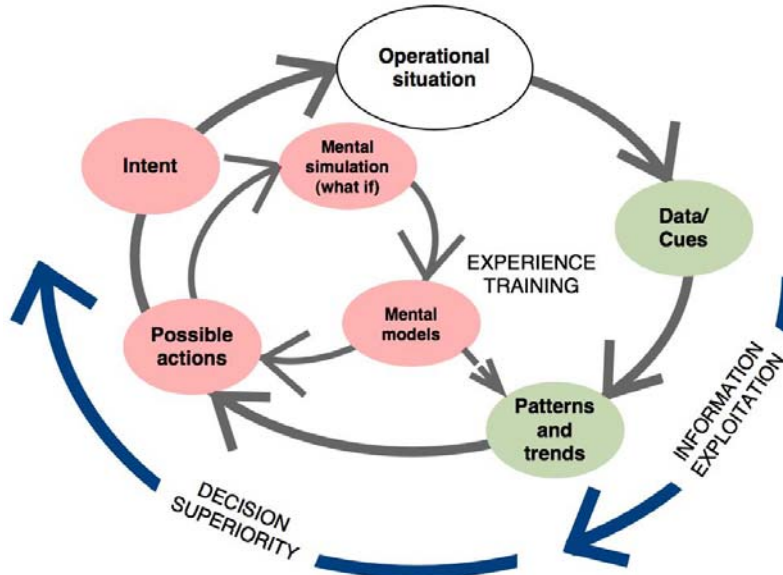 Operational
situation
Intent
Mental
simulation
(what if)
Data/
Cues
EXPERIENCE
TRAINING
Possible
actions
Mental
models
Patterns
and
trends
INFORMATION
EXPLOITATION
DECISION
SUPERIORITY